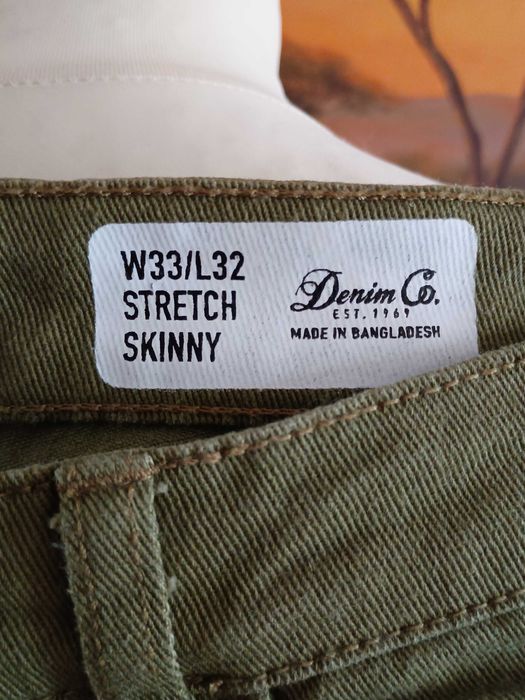 W33/L32
STRETCH
SKINNY
Denim Co.
EST. 1969
MADE IN BANGLADESH